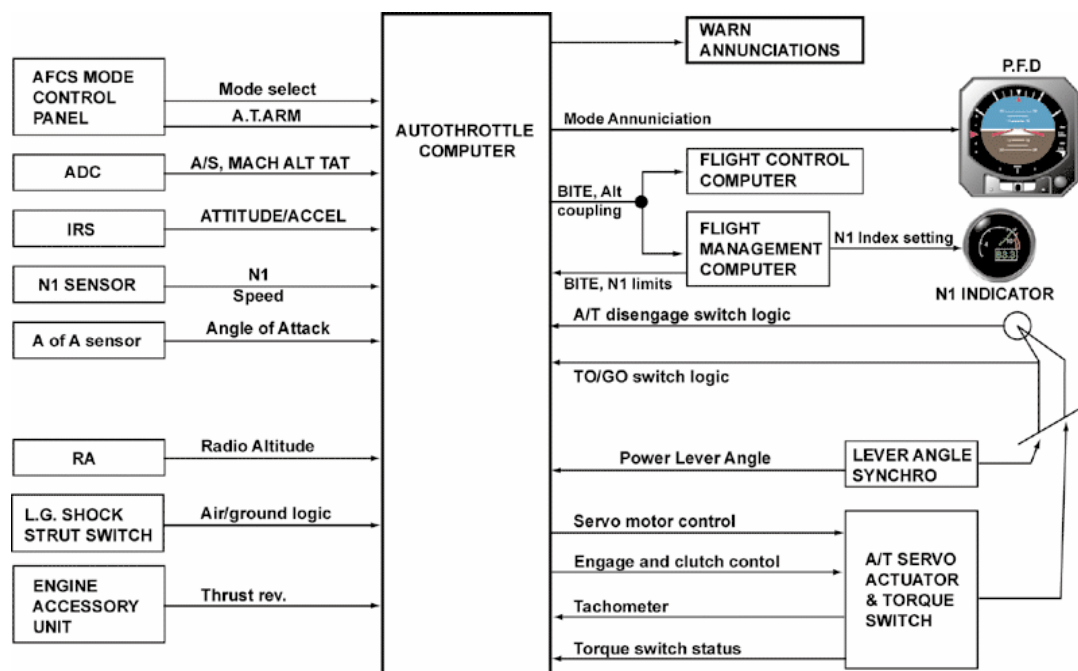 WARN
ANNUNCIATIONS
P.F.D
AFCS MODE
CONTROL
PANEL
Mode select
A.T.ARM
AUTOTHROTTLE
COMPUTER
Mode Annuniciation
ADC
A/S, MACH ALT TAT
FLIGHT CONTROL
COMPUTER
BITE, Alt
coupling
IRS
ATTITUDE/ACCEL
FLIGHT
MANAGEMENT
COMPUTER
N1 Index setting
BITE, N1 limits
N1 SENSOR
N1
Speed
83.3
N1 INDICATOR
A of A sensor
Angle of Attack
A/T disengage switch logic
TO/GO switch logic
RA
Radio Altitude
Power Lever Angle
LEVER ANGLE
SYNCHRO
L.G. SHOCK
STRUT SWITCH
Air/ground logic
Servo motor control
Engage and clutch contol
A/T SERVO
ACTUATOR
& TORQUE
SWITCH
ENGINE
ACCESSORY
UNIT
Thrust rev.
Tachometer
Torque switch status